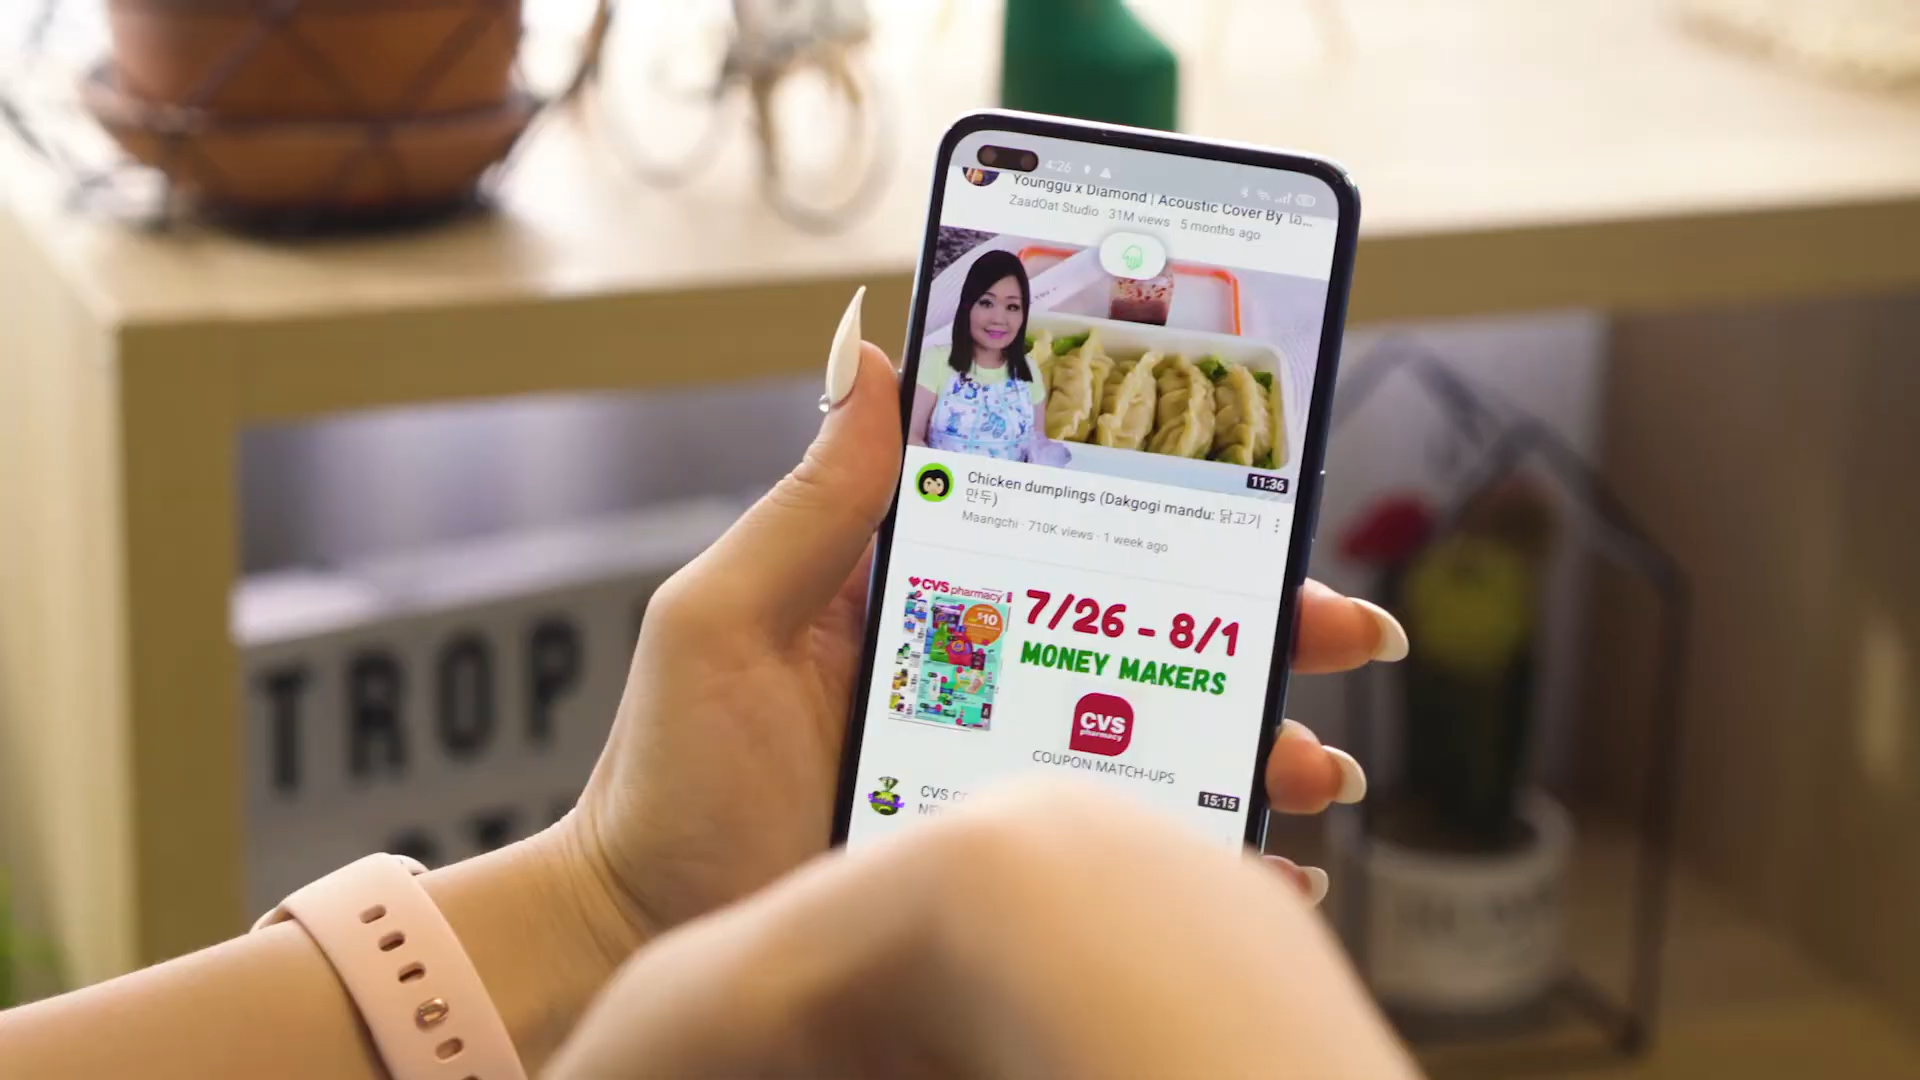 4:26
Younggu x Diamond | Acoustic Cover By โอ...
ZaadOat Studio · 31M views · 5 months ago
11:36
Chicken dumplings (Dakgogi mandu: 닭고기
만두)
Maangchi · 710K views · 1 week ago
CVS pharmacy
$10
7/26 - 8/1
MONEY MAKERS
CVS
pharmacy
COUPON MATCH-UPS
15:15
CVS
TROP